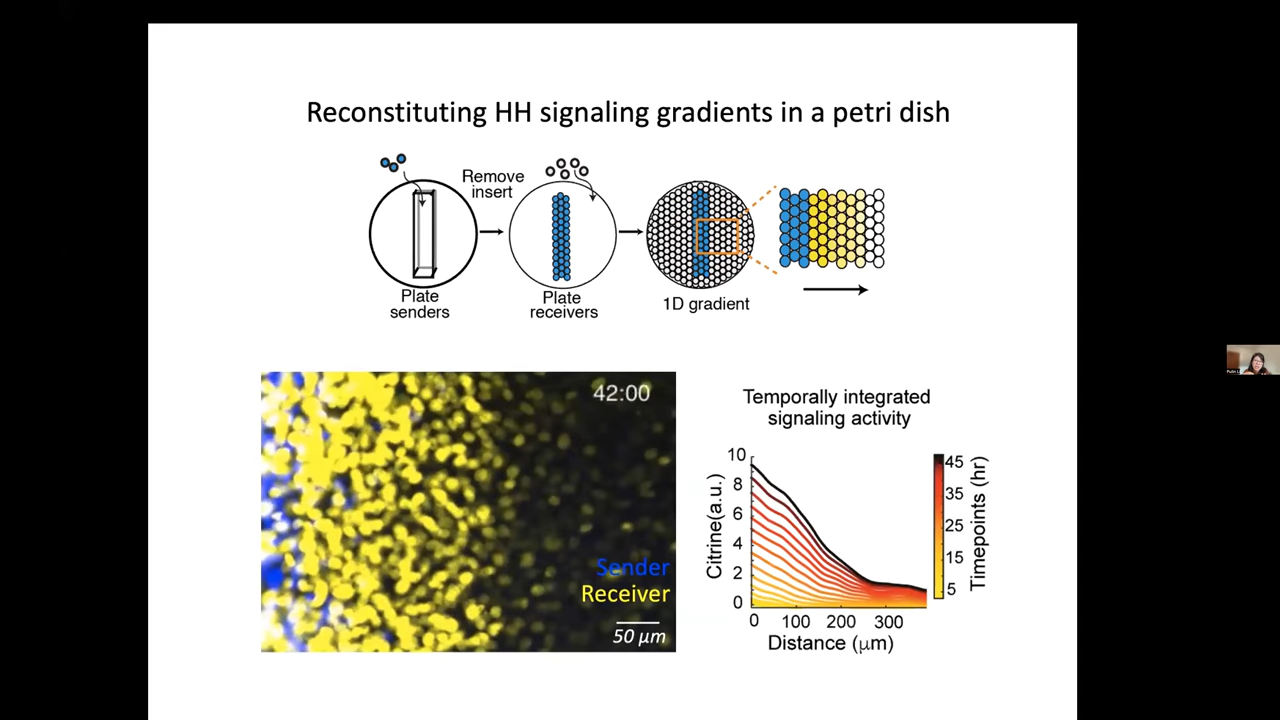 Reconstituting HH signaling gradients in a petri dish
Remove
insert
Plate
senders
Plate
receivers
1D gradient
42:00
Sender
Receiver
50 μm
Temporally integrated
signaling activity
Citrine(a.u.)
10
8
6
4
2
0
0 100 200 300
Distance (μm)
45
35
25
15
5
Timepoints (hr)